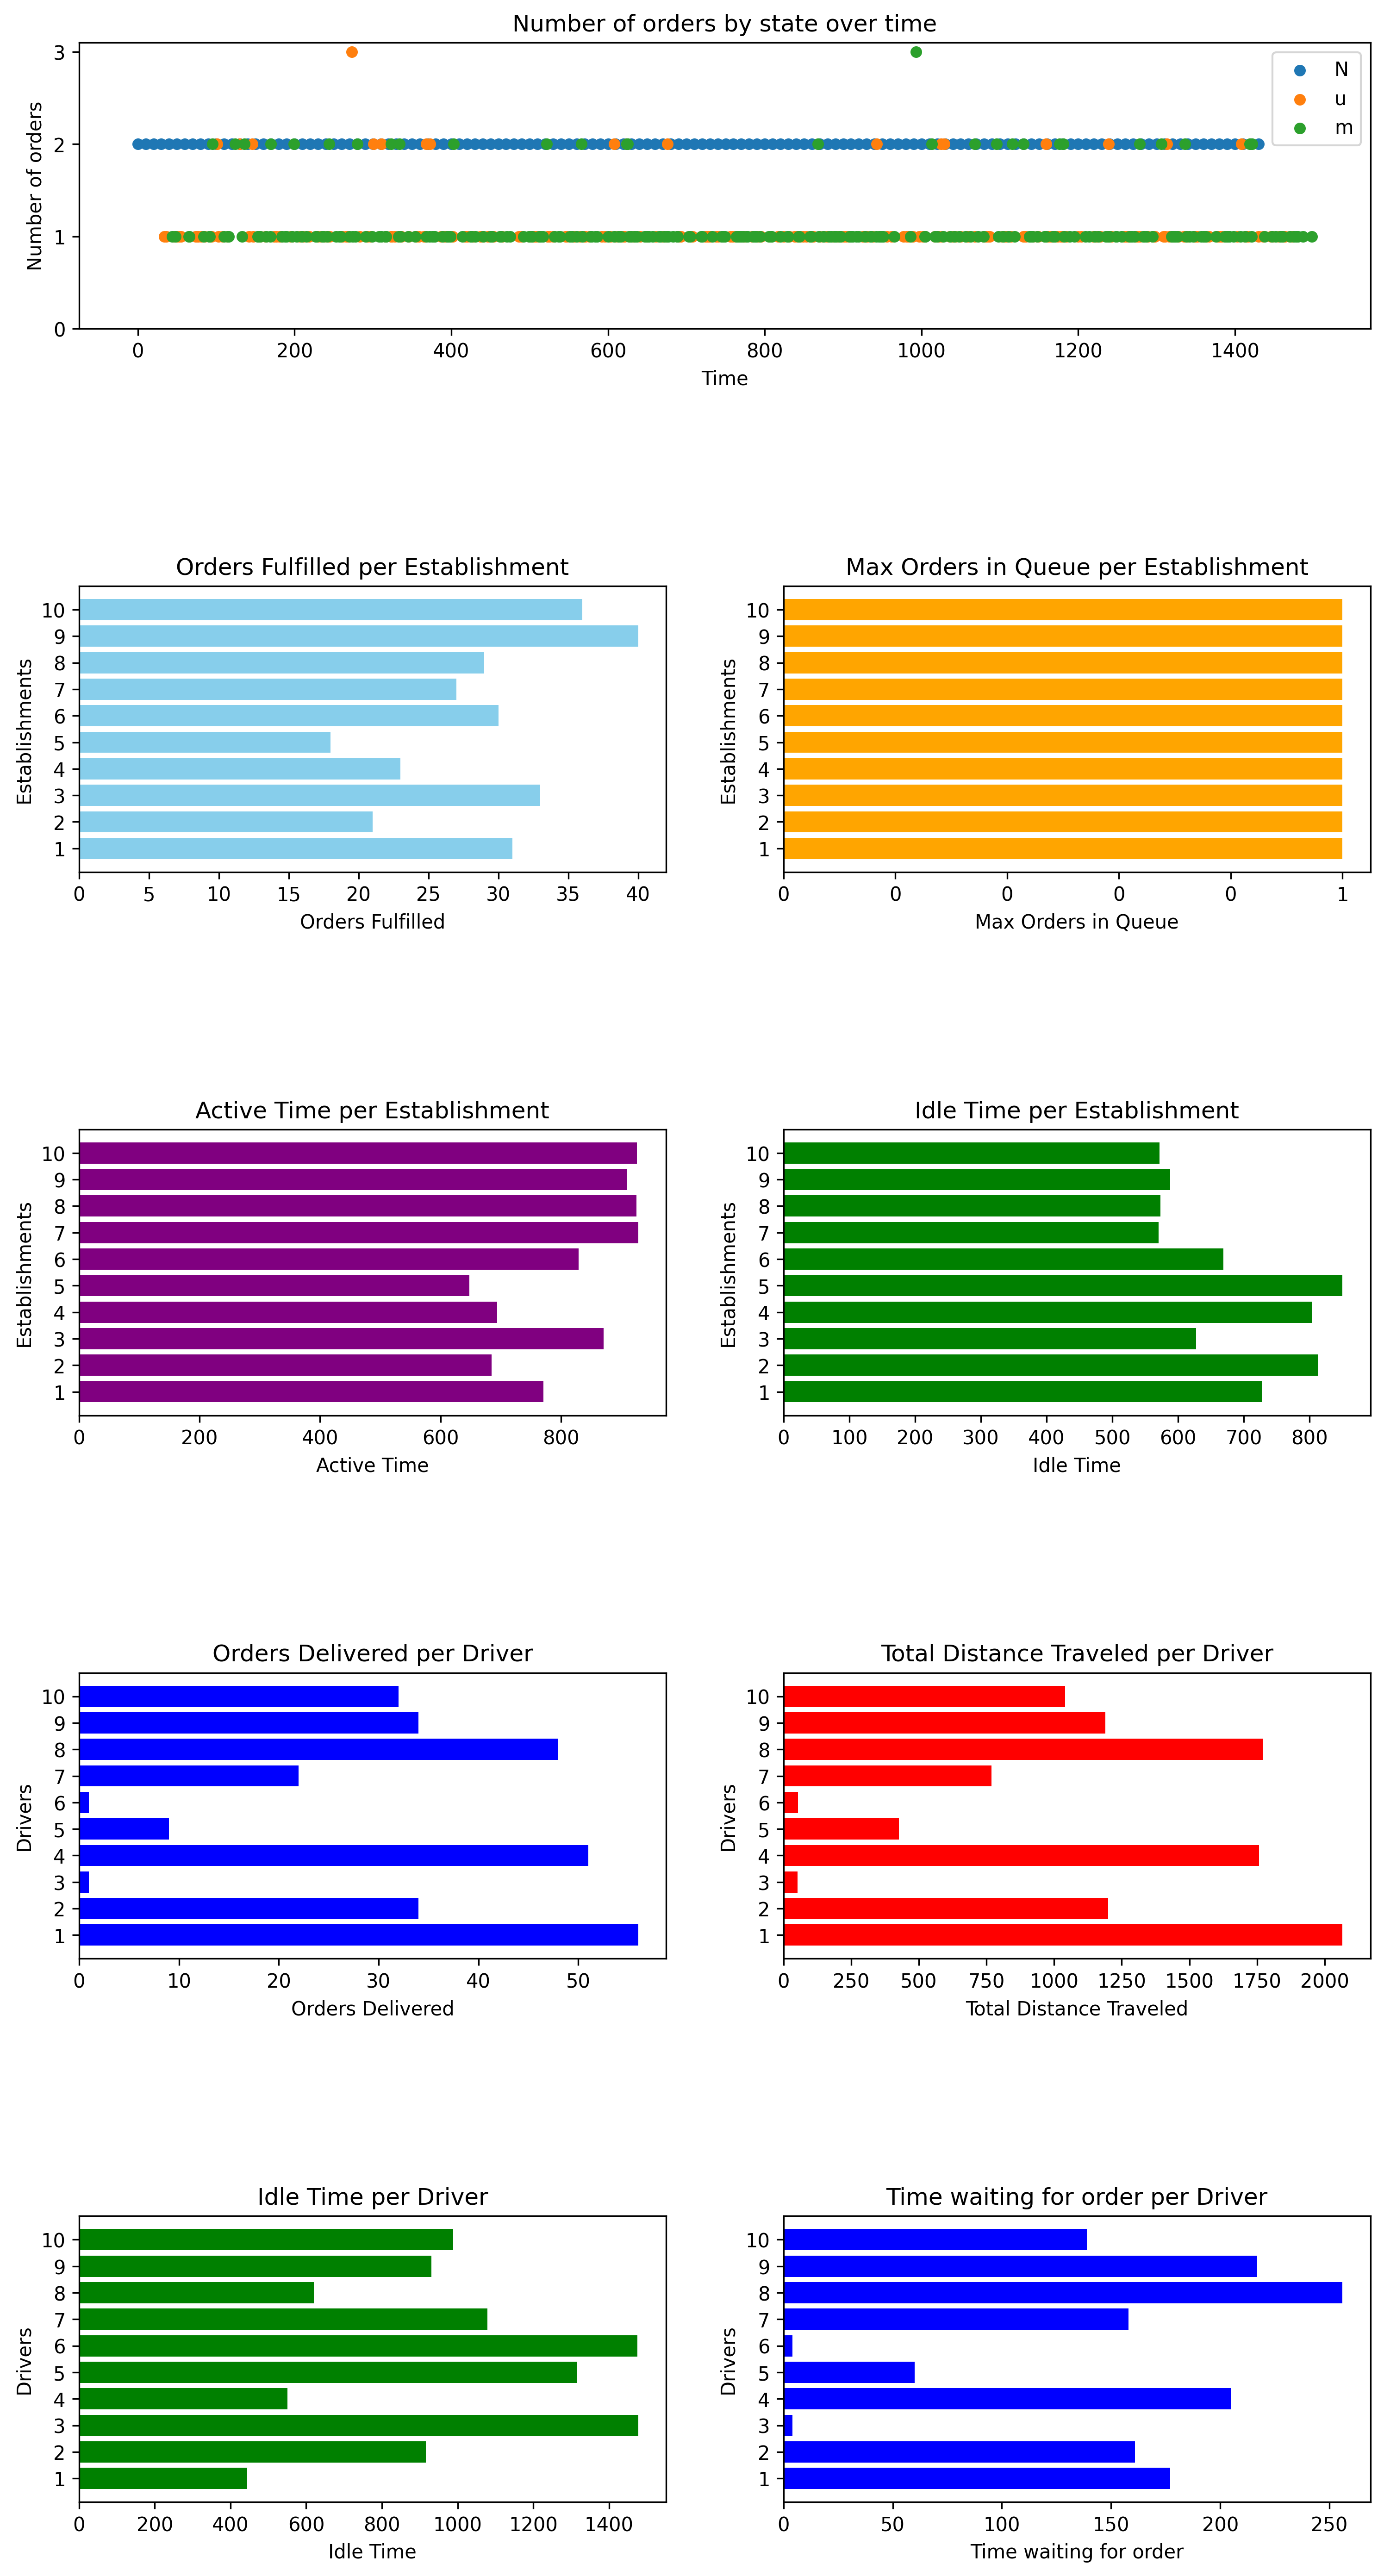 Number of orders by state over time
Number of orders
3
2
1
0
N
u
m
0 200 400 600 800 1000 1200 1400
Time
Orders Fulfilled per Establishment
Establishments
10
9
8
7
6
5
4
3
2
1
0 5 10 15 20 25 30 35 40
Orders Fulfilled
Max Orders in Queue per Establishment
Establishments
10
9
8
7
6
5
4
3
2
1
0 0 0 0 0 1
Max Orders in Queue
Active Time per Establishment
Establishments
10
9
8
7
6
5
4
3
2
1
0 200 400 600 800
Active Time
Idle Time per Establishment
Establishments
10
9
8
7
6
5
4
3
2
1
0 100 200 300 400 500 600 700 800
Idle Time
Orders Delivered per Driver
Drivers
10
9
8
7
6
5
4
3
2
1
0 10 20 30 40 50
Orders Delivered
Total Distance Traveled per Driver
Drivers
10
9
8
7
6
5
4
3
2
1
0 250 500 750 1000 1250 1500 1750 2000
Total Distance Traveled
Idle Time per Driver
Drivers
10
9
8
7
6
5
4
3
2
1
0 200 400 600 800 1000 1200 1400
Idle Time
Time waiting for order per Driver
Drivers
10
9
8
7
6
5
4
3
2
1
0 50 100 150 200 250
Time waiting for order